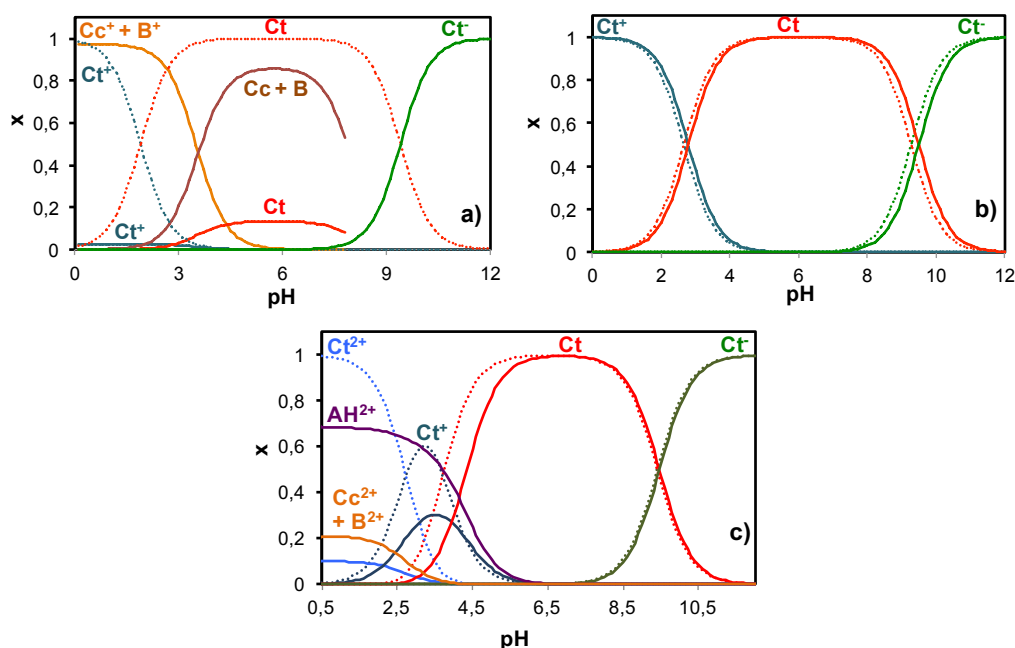 Cc⁺ + B⁺
Ct
Ct⁻
Ct⁺
Cc + B
Ct
Ct⁺
a)
x
1
0,8
0,6
0,4
0,2
0
0 3 6 9 12
pH
Ct⁺
Ct
Ct⁻
b)
x
1
0,8
0,6
0,4
0,2
0
0 2 4 6 8 10 12
pH
Ct²⁺
Ct
Ct⁻
AH²⁺
Ct⁺
Cc²⁺
+ B²⁺
c)
x
1
0,8
0,6
0,4
0,2
0
0,5 2,5 4,5 6,5 8,5 10,5
pH